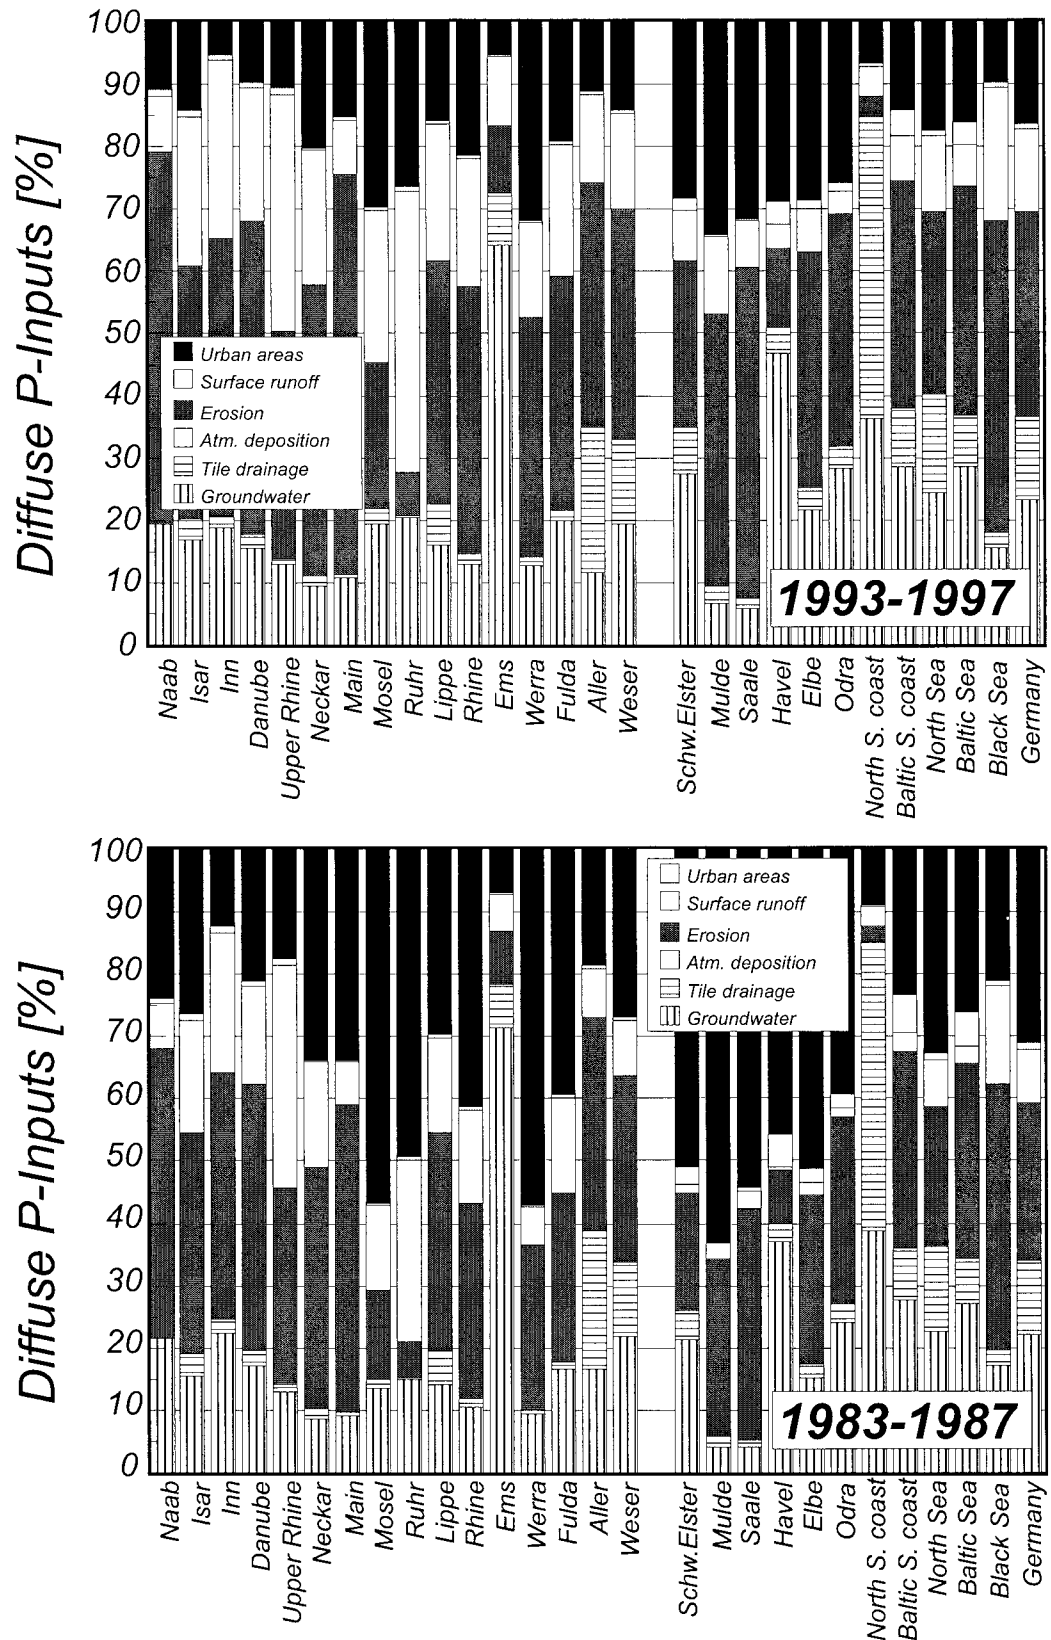 Diffuse P-Inputs [%]
100
90
80
70
60
50
40
30
20
10
0
Urban areas
Surface runoff
Erosion
Atm. deposition
Tile drainage
Groundwater
1993-1997
Naab
Isar
Inn
Danube
Upper Rhine
Neckar
Main
Mosel
Ruhr
Lippe
Rhine
Ems
Werra
Fulda
Aller
Weser
Schw.Elster
Mulde
Saale
Havel
Elbe
Odra
North S. coast
Baltic S. coast
North Sea
Baltic Sea
Black Sea
Germany
Diffuse P-Inputs [%]
100
90
80
70
60
50
40
30
20
10
0
Urban areas
Surface runoff
Erosion
Atm. deposition
Tile drainage
Groundwater
1983-1987
Naab
Isar
Inn
Danube
Upper Rhine
Neckar
Main
Mosel
Ruhr
Lippe
Rhine
Ems
Werra
Fulda
Aller
Weser
Schw.Elster
Mulde
Saale
Havel
Elbe
Odra
North S. coast
Baltic S. coast
North Sea
Baltic Sea
Black Sea
Germany